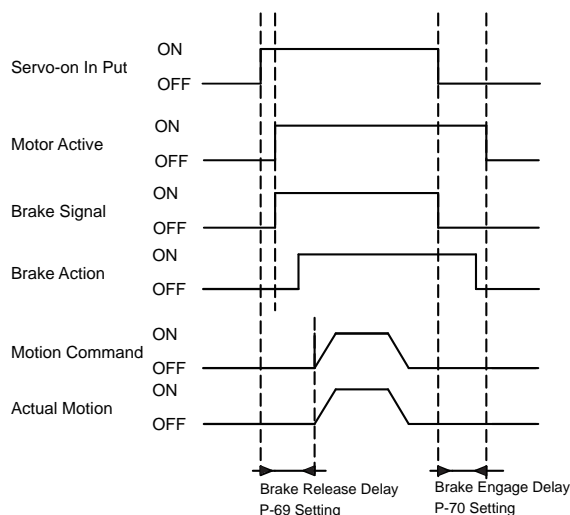 ON
Servo-on In Put
OFF
ON
Motor Active
OFF
ON
Brake Signal
OFF
ON
Brake Action
OFF
ON
Motion Command
OFF
ON
Actual Motion
OFF
Brake Release Delay
P-69 Setting
Brake Engage Delay
P-70 Setting